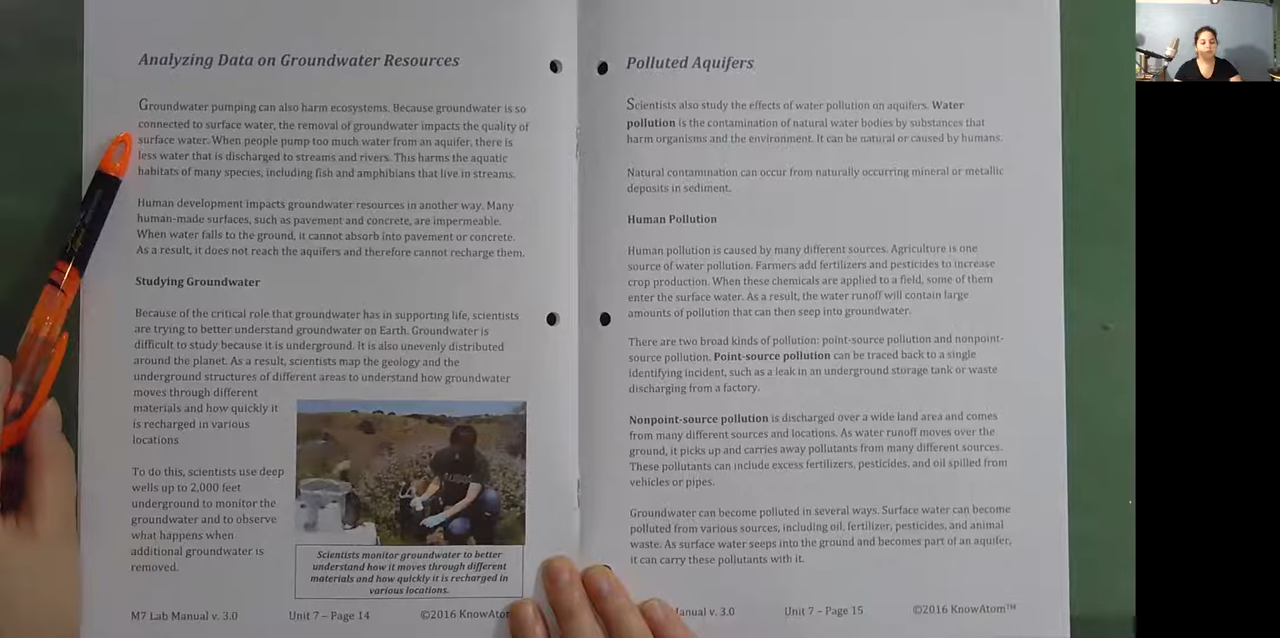 Analyzing Data on Groundwater Resources
Groundwater pumping can also harm ecosystems. Because groundwater is so
connected to surface water, the removal of groundwater impacts the quality of
surface water. When people pump too much water from an aquifer, there is
less water that is discharged to streams and rivers. This harms the aquatic
habitats of many species, including fish and amphibians that live in streams.
Human development impacts groundwater resources in another way. Many
human-made surfaces, such as pavement and concrete, are impermeable.
When water falls to the ground, it cannot absorb into pavement or concrete.
As a result, it does not reach the aquifers and therefore cannot recharge them.
Studying Groundwater
Because of the critical role that groundwater has in supporting life, scientists
are trying to better understand groundwater on Earth. Groundwater is
difficult to study because it is underground. It is also unevenly distributed
around the planet. As a result, scientists map the geology and the
underground structures of different areas to understand how groundwater
moves through different
materials and how quickly it
is recharged in various
locations
To do this, scientists use deep
wells up to 2,000 feet
underground to monitor the
groundwater and to observe
what happens when
additional groundwater is
removed.
Scientists monitor groundwater to better
understand how it moves through different
materials and how quickly it is recharged in
various locations.
M7 Lab Manual v. 3.0 Unit 7 – Page 14 ©2016 KnowAto
Polluted Aquifers
Scientists also study the effects of water pollution on aquifers. Water
pollution is the contamination of natural water bodies by substances that
harm organisms and the environment. It can be natural or caused by humans.
Natural contamination can occur from naturally occurring mineral or metallic
deposits in sediment.
Human Pollution
Human pollution is caused by many different sources. Agriculture is one
source of water pollution. Farmers add fertilizers and pesticides to increase
crop production. When these chemicals are applied to a field, some of them
enter the surface water. As a result, the water runoff will contain large
amounts of pollution that can then seep into groundwater.
There are two broad kinds of pollution: point-source pollution and nonpoint-
source pollution. Point-source pollution can be traced back to a single
identifying incident, such as a leak in an underground storage tank or waste
discharging from a factory.
Nonpoint-source pollution is discharged over a wide land area and comes
from many different sources and locations. As water runoff moves over the
ground, it picks up and carries away pollutants from many different sources.
These pollutants can include excess fertilizers, pesticides, and oil spilled from
vehicles or pipes.
Groundwater can become polluted in several ways. Surface water can become
polluted from various sources, including oil, fertilizer, pesticides, and animal
waste. As surface water seeps into the ground and becomes part of an aquifer,
it can carry these pollutants with it.
anual v. 3.0 Unit 7 – Page 15 ©2016 KnowAtom™